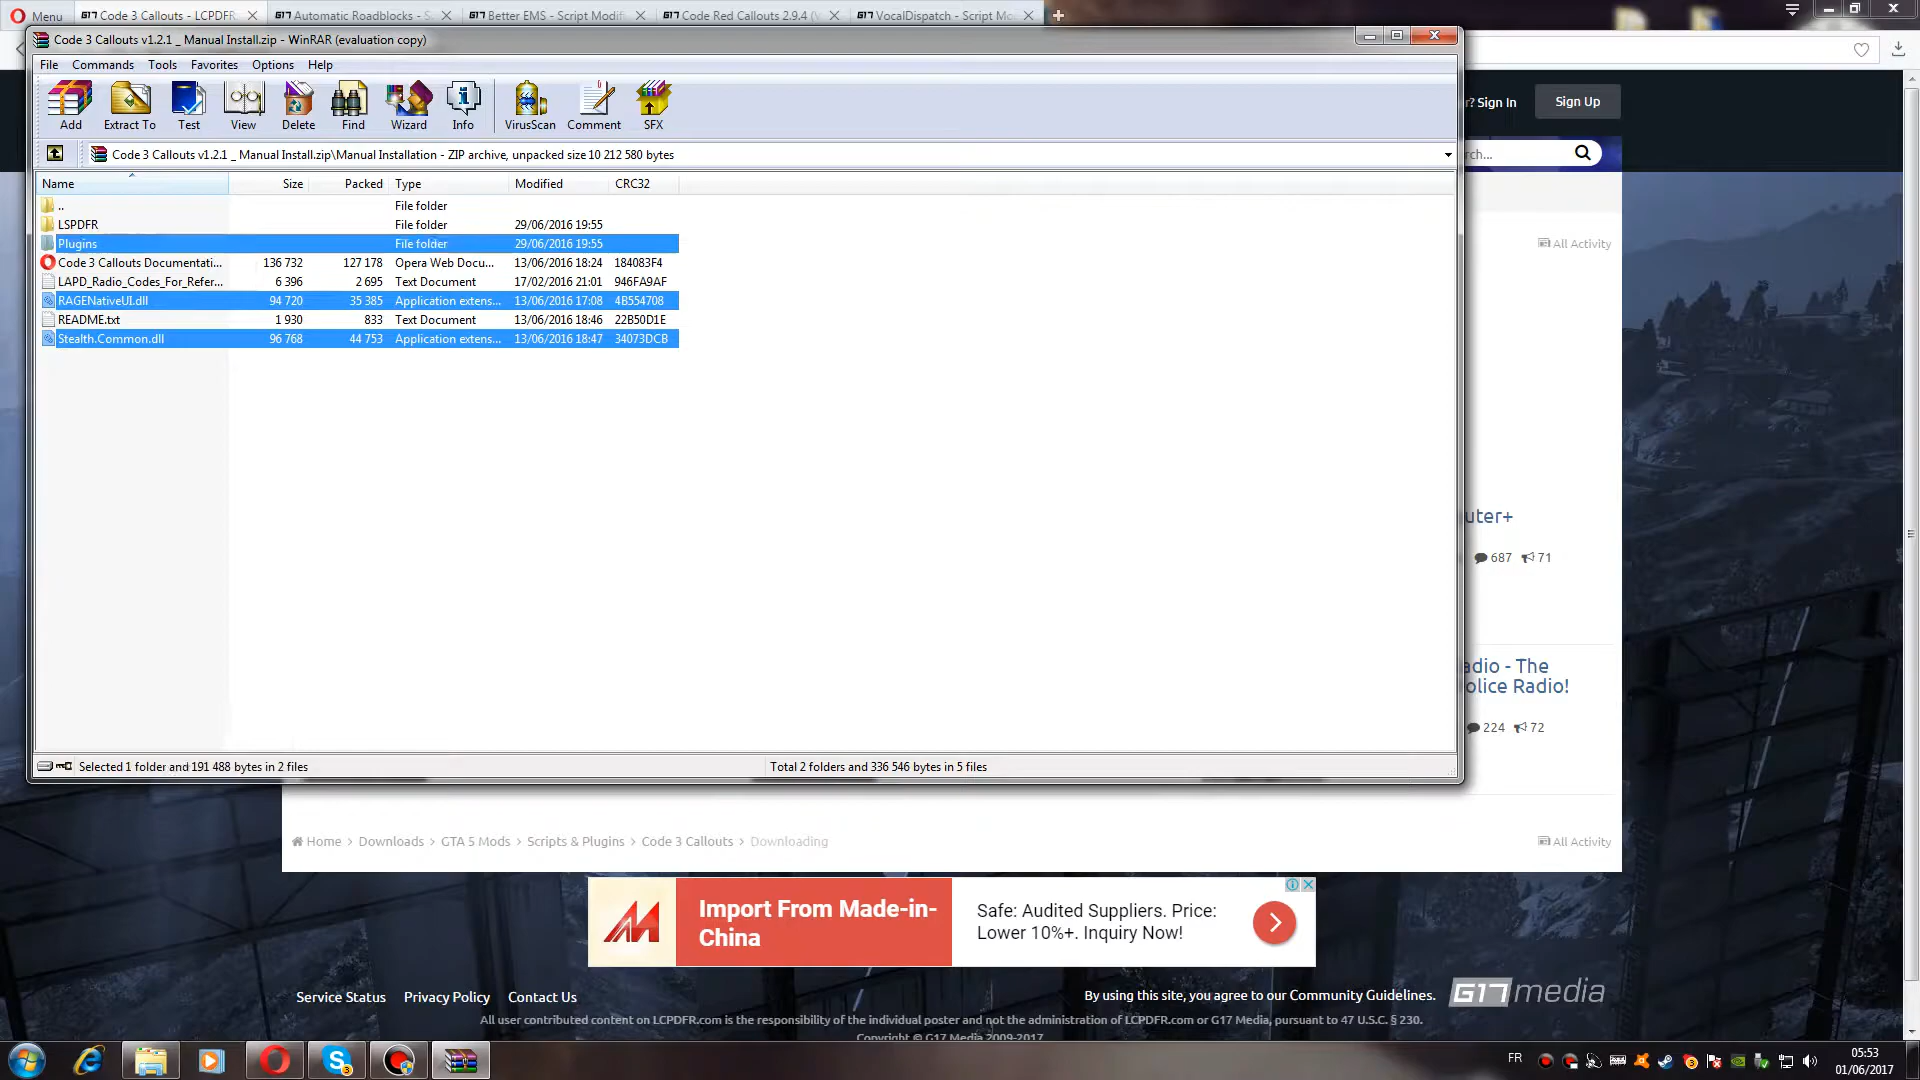 Menu
Code 3 Callouts - LCPDFR.
Automatic Roadblocks - S
Better EMS - Script Modifi
Code Red Callouts 2.9.4 (V
VocalDispatch - Script Mo
Code 3 Callouts v1.2.1 _ Manual Install.zip - WinRAR (evaluation copy)
File Commands Tools Favorites Options Help
Add Extract To Test View Delete Find Wizard Info VirusScan Comment SFX
r? Sign In Sign Up
Code 3 Callouts v1.2.1 _ Manual Install.zip\Manual Installation - ZIP archive, unpacked size 10 212 580 bytes
rch...
Name Size Packed Type Modified CRC32
.. File folder
LSPDFR File folder 29/06/2016 19:55
Plugins File folder 29/06/2016 19:55
All Activity
Code 3 Callouts Documentati... 136 732 127 178 Opera Web Docu... 13/06/2016 18:24 184083F4
LAPD_Radio_Codes_For_Refer... 6 396 2 695 Text Document 17/02/2016 21:01 946FA9AF
RAGENativeUI.dll 94 720 35 385 Application extens... 13/06/2016 17:08 4B554708
README.txt 1 930 833 Text Document 13/06/2016 18:46 22B50D1E
Stealth.Common.dll 96 768 44 753 Application extens... 13/06/2016 18:47 34073DCB
uter+
687 71
adio - The
olice Radio!
224 72
Selected 1 folder and 191 488 bytes in 2 files
Total 2 folders and 336 546 bytes in 5 files
Home > Downloads > GTA 5 Mods > Scripts & Plugins > Code 3 Callouts > Downloading
All Activity
Import From Made-in-
China
Safe: Audited Suppliers. Price:
Lower 10%+. Inquiry Now!
Service Status Privacy Policy Contact Us
By using this site, you agree to our Community Guidelines.
G17media
All user contributed content on LCPDFR.com is the responsibility of the individual poster and not the administration of LCPDFR.com or G17 Media, pursuant to 47 U.S.C. § 230.
Copyright © G17 Media 2009-2017
FR
05:53
01/06/2017